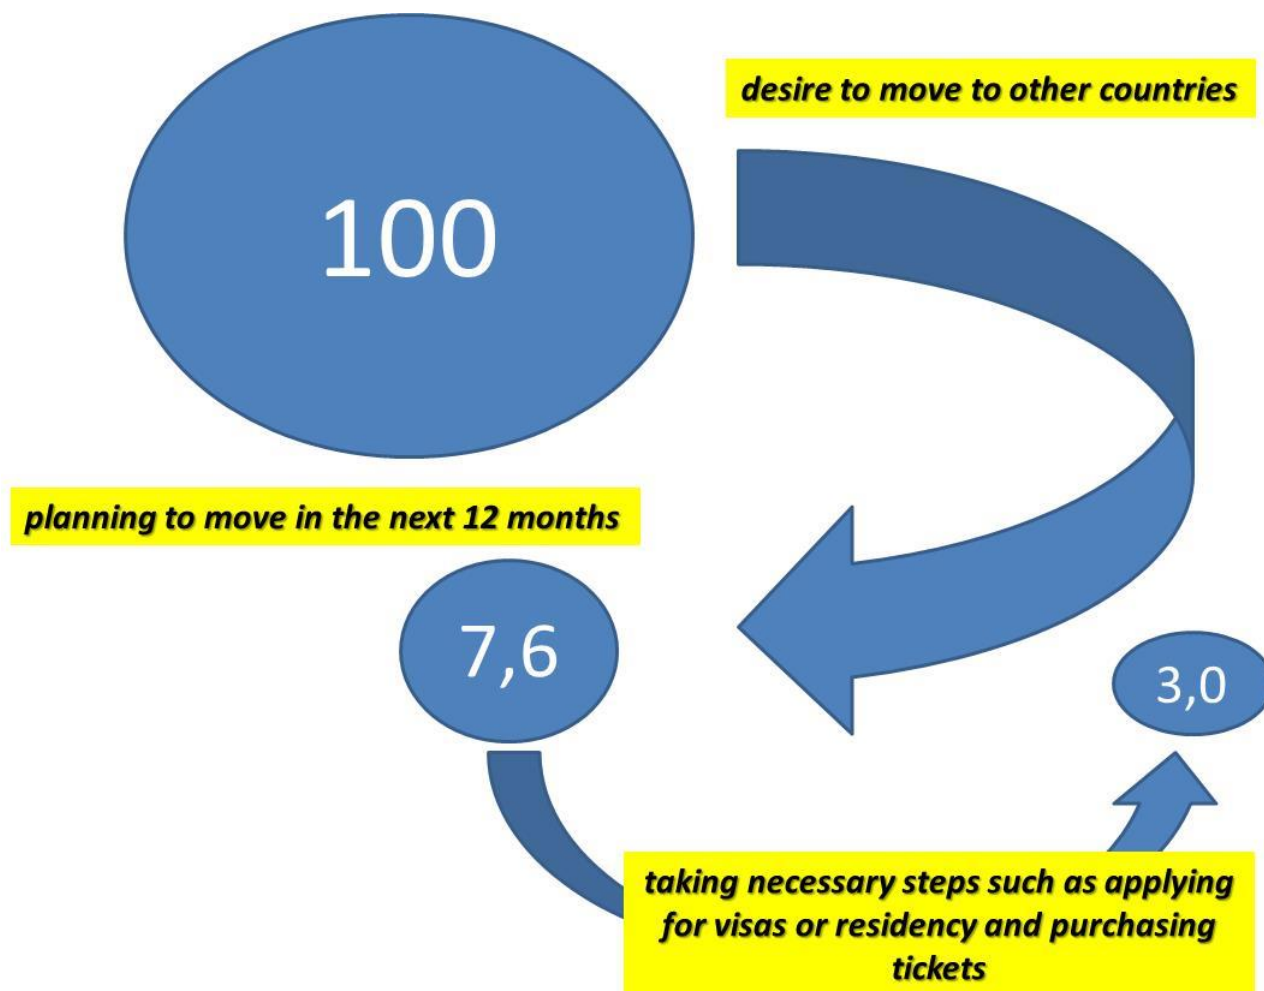 desire to move to other countries
100
planning to move in the next 12 months
7,6
3,0
taking necessary steps such as applying
for visas or residency and purchasing
tickets